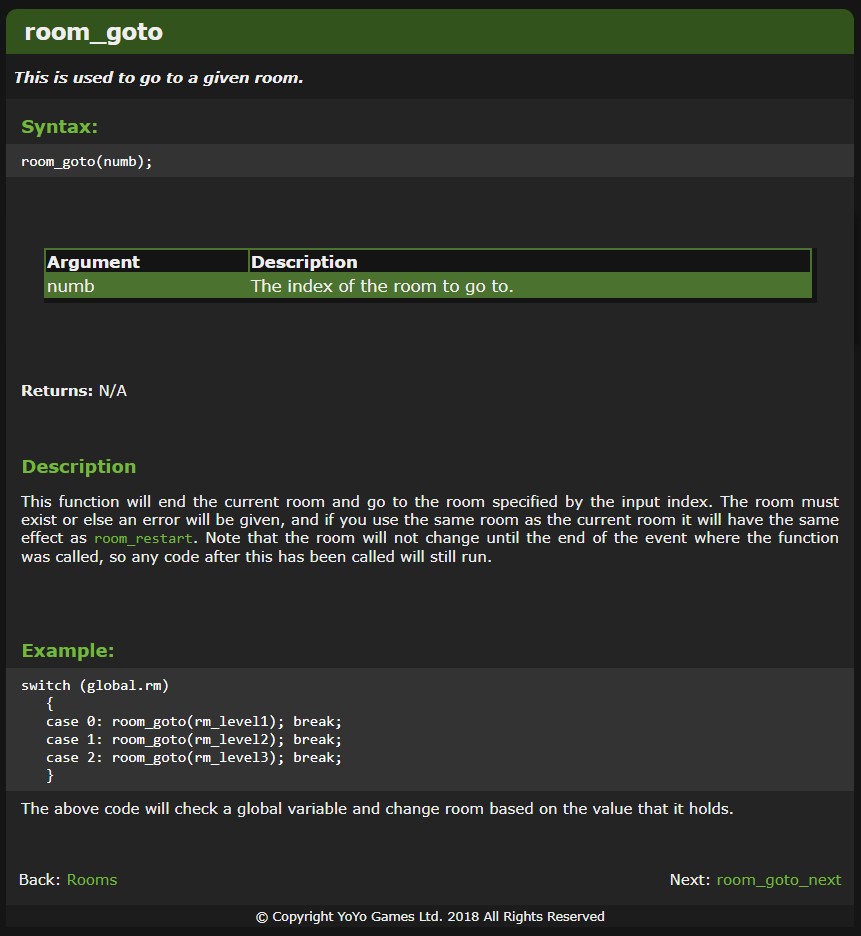 room_goto
This is used to go to a given room.
Syntax:
room_goto(numb);
Argument Description
numb The index of the room to go to.
Returns: N/A
Description
This function will end the current room and go to the room specified by the input index. The room must
exist or else an error will be given, and if you use the same room as the current room it will have the same
effect as room_restart. Note that the room will not change until the end of the event where the function
was called, so any code after this has been called will still run.
Example:
switch (global.rm)
   {
   case 0: room_goto(rm_level1); break;
   case 1: room_goto(rm_level2); break;
   case 2: room_goto(rm_level3); break;
   }
The above code will check a global variable and change room based on the value that it holds.
Back: Rooms Next: room_goto_next
© Copyright YoYo Games Ltd. 2018 All Rights Reserved